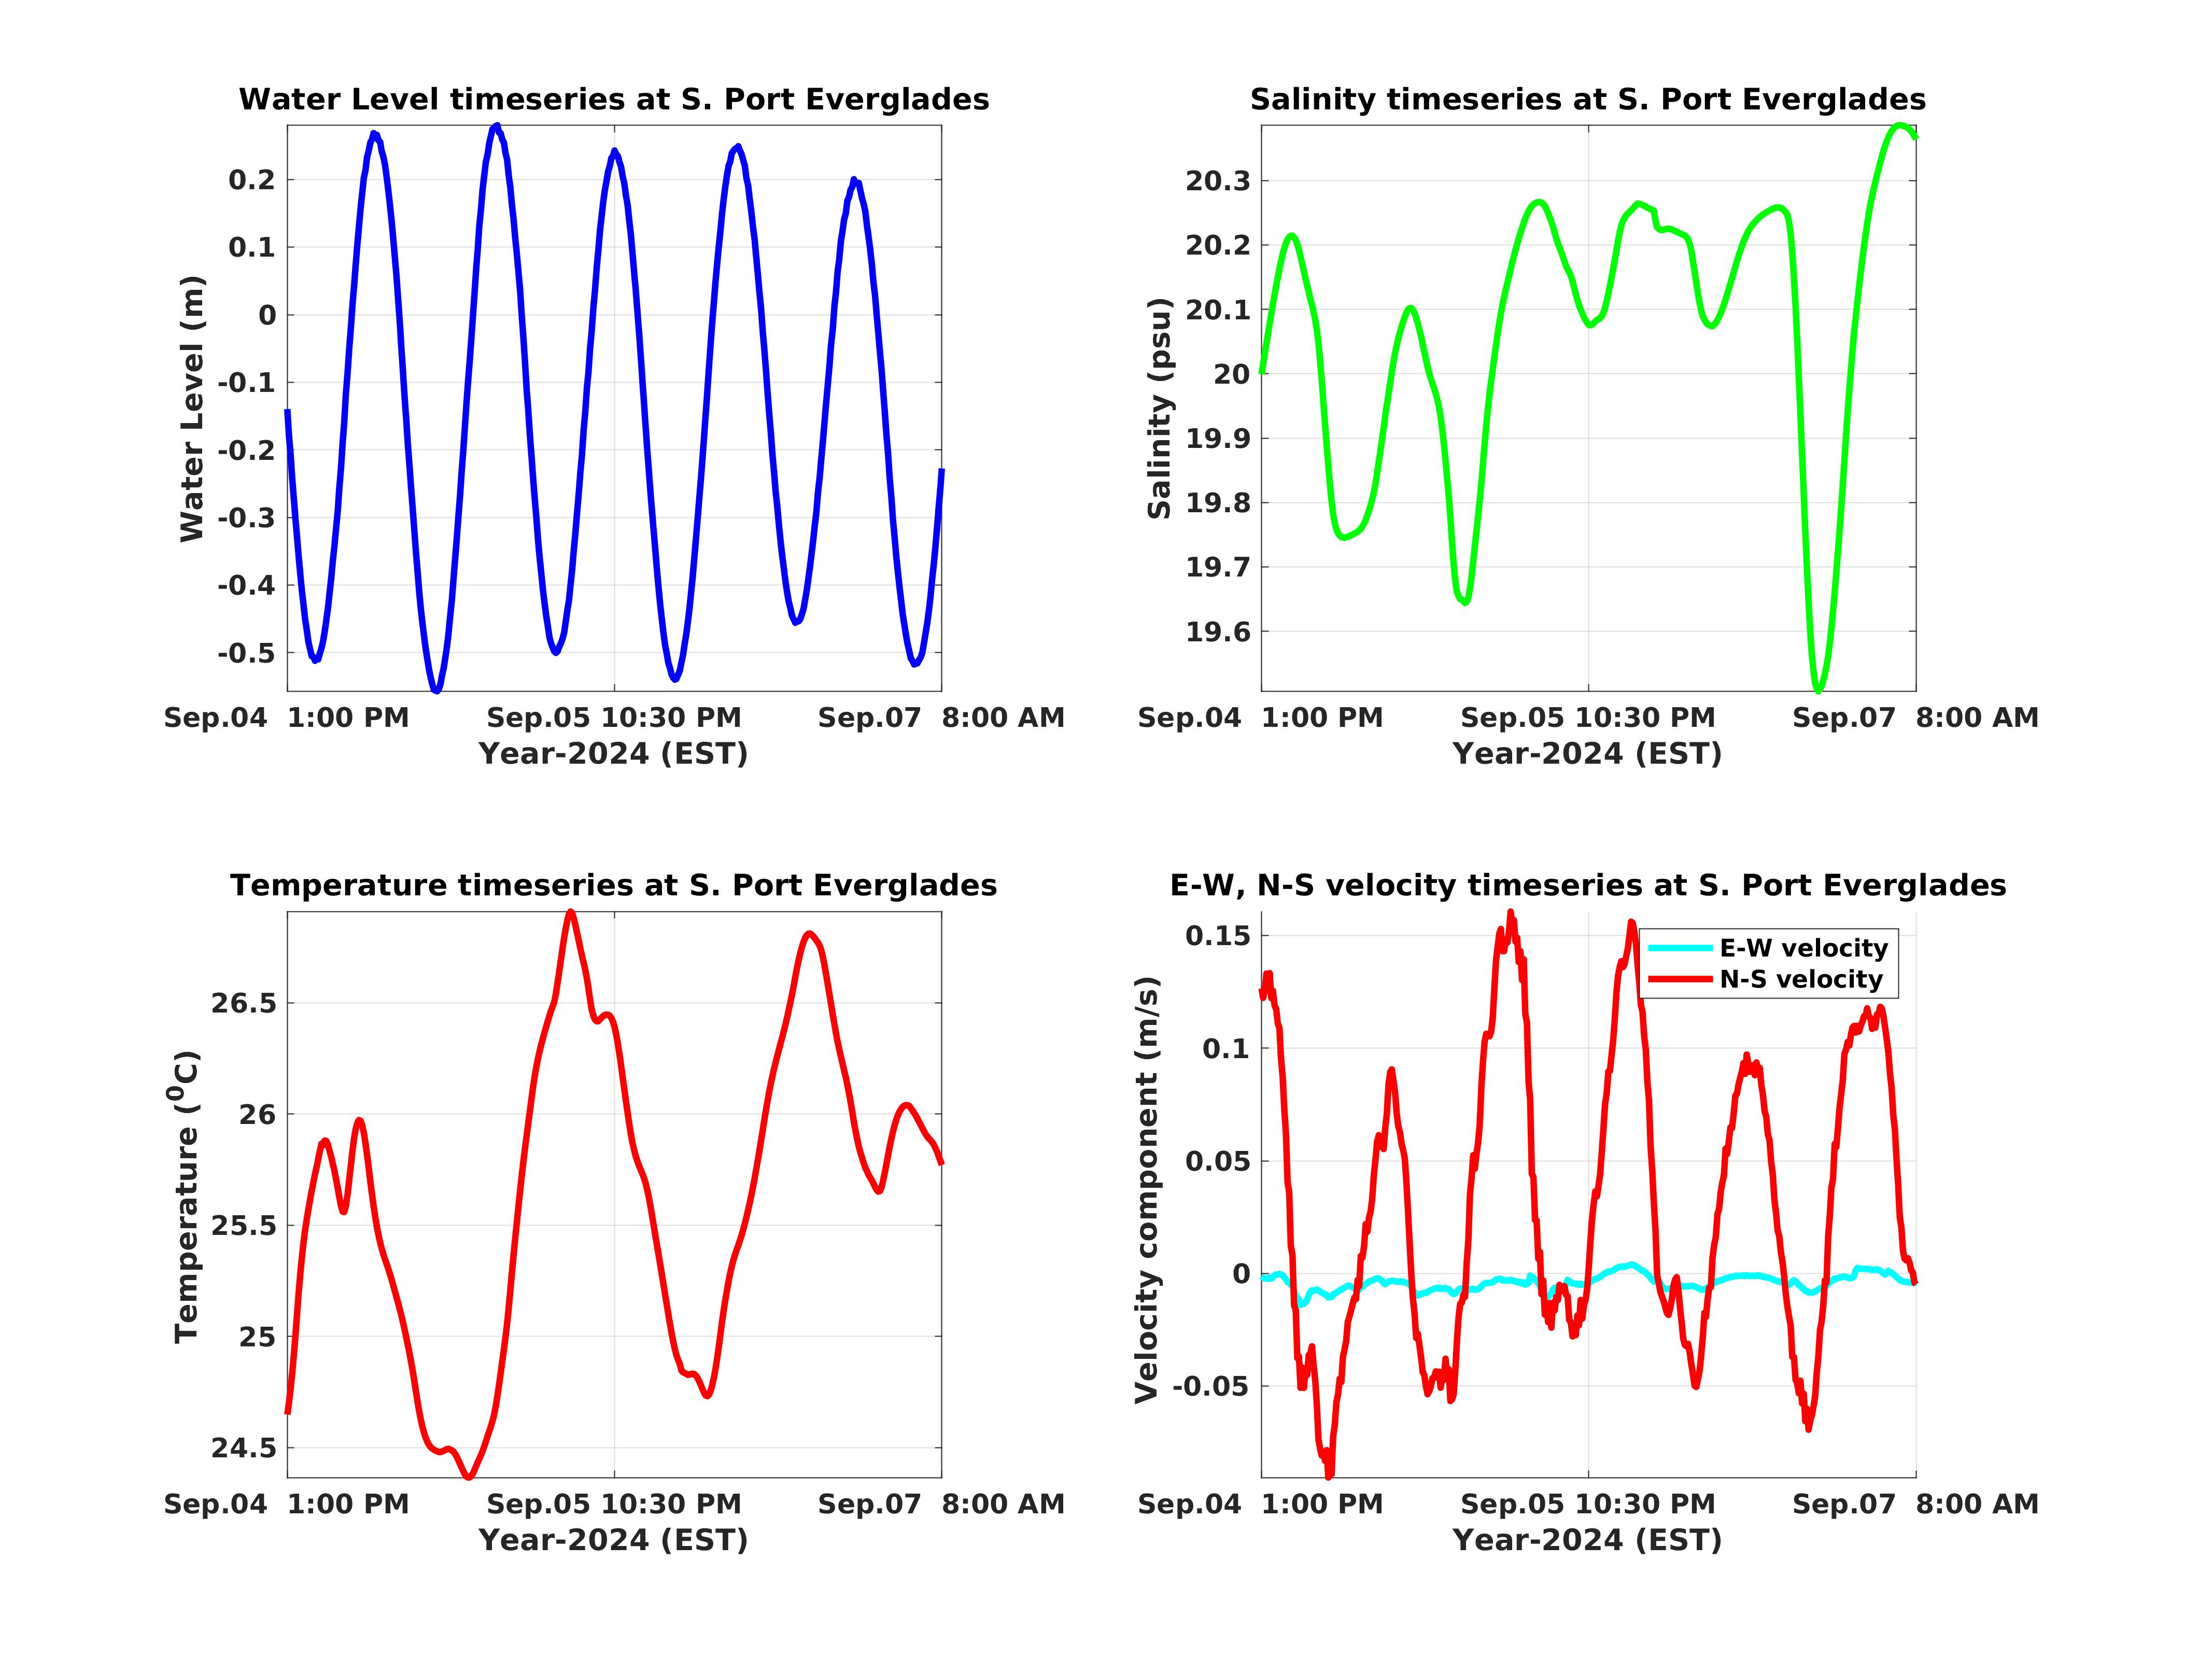 Water Level timeseries at S. Port Everglades
Water Level (m)
0.2
0.1
0
-0.1
-0.2
-0.3
-0.4
-0.5
Sep.04 1:00 PM Sep.05 10:30 PM Sep.07 8:00 AM
Year-2024 (EST)
Salinity timeseries at S. Port Everglades
Salinity (psu)
20.3
20.2
20.1
20
19.9
19.8
19.7
19.6
Sep.04 1:00 PM Sep.05 10:30 PM Sep.07 8:00 AM
Year-2024 (EST)
Temperature timeseries at S. Port Everglades
Temperature (⁰C)
26.5
26
25.5
25
24.5
Sep.04 1:00 PM Sep.05 10:30 PM Sep.07 8:00 AM
Year-2024 (EST)
E-W, N-S velocity timeseries at S. Port Everglades
Velocity component (m/s)
0.15
0.1
0.05
0
-0.05
E-W velocity
N-S velocity
Sep.04 1:00 PM Sep.05 10:30 PM Sep.07 8:00 AM
Year-2024 (EST)